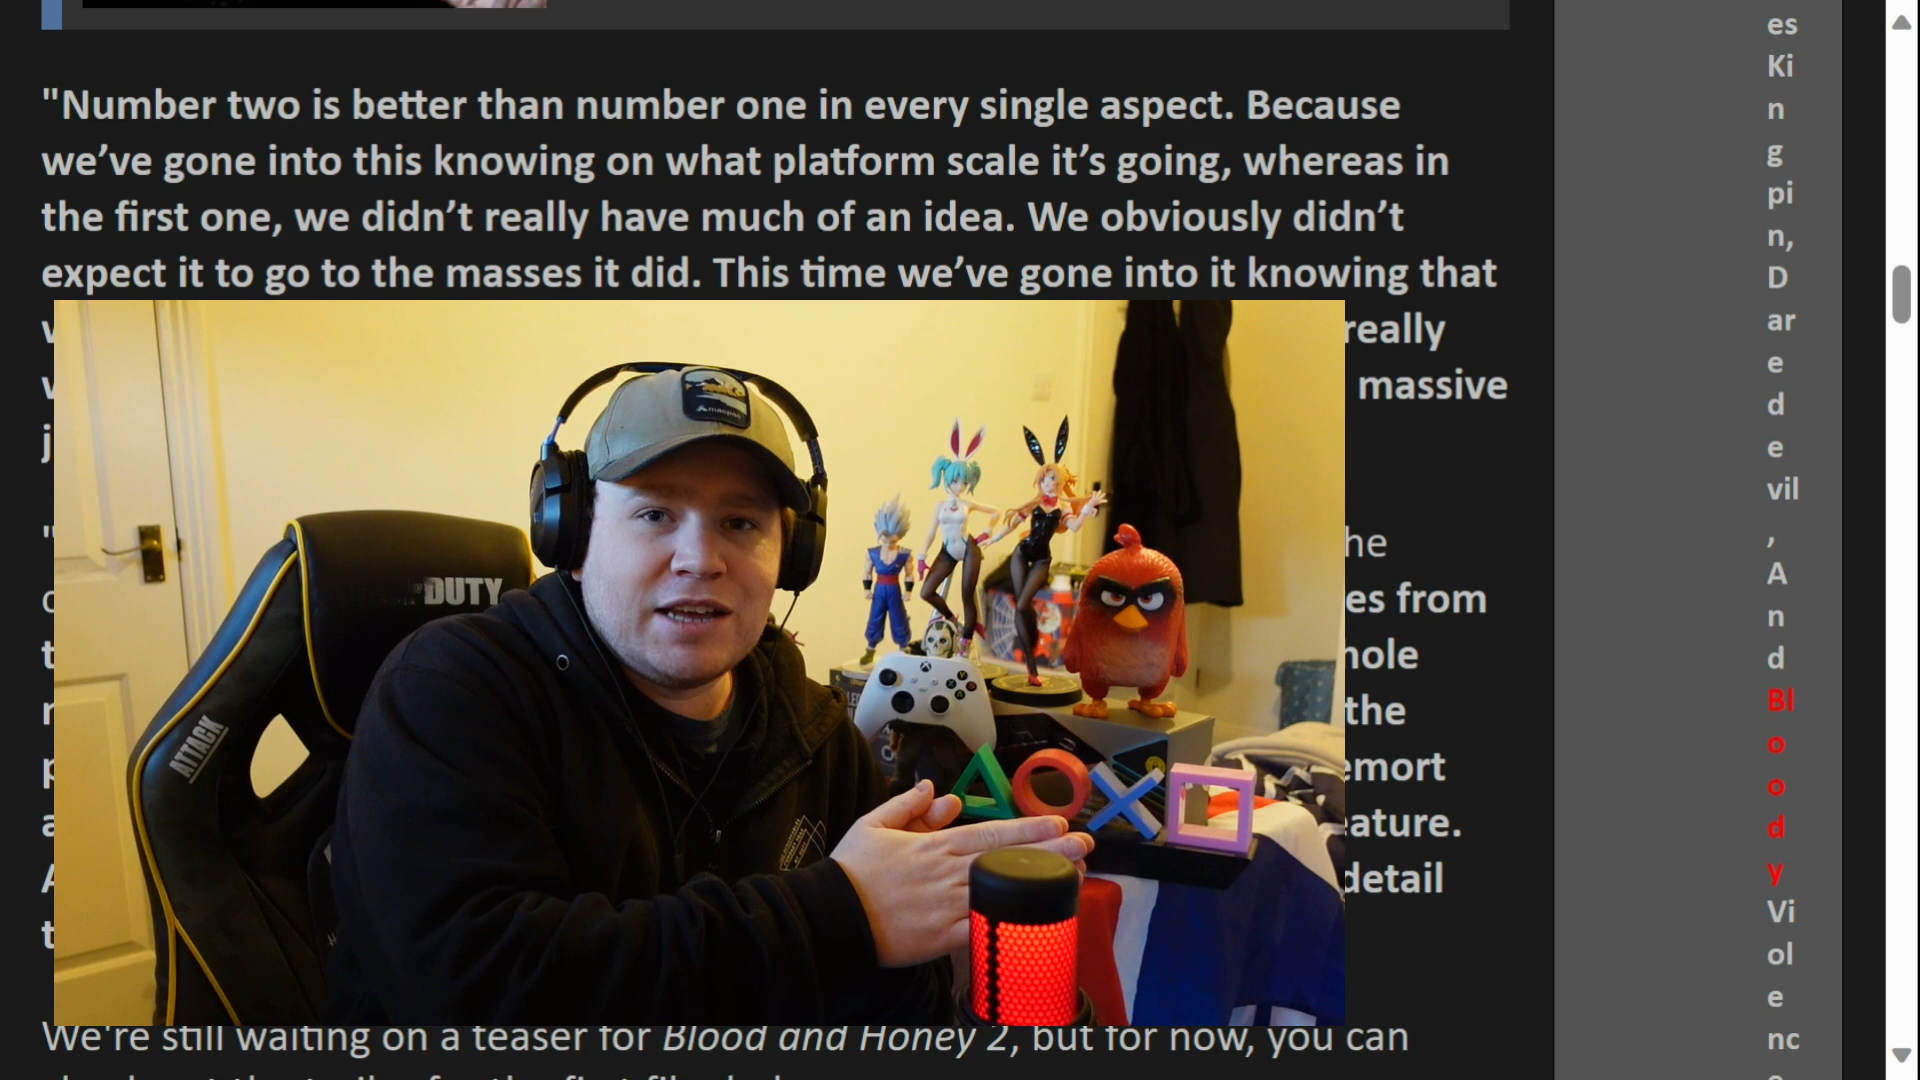 "Number two is better than number one in every single aspect. Because
we've gone into this knowing on what platform scale it's going, whereas in
the first one, we didn't really have much of an idea. We obviously didn't
expect it to go to the masses it did. This time we've gone into it knowing that
really
massive
j
"
he
es from
t
hole
the
emort
eature.
detail
t
We're still waiting on a teaser for Blood and Honey 2, but for now, you can
DUTY
ATTACK
macpac
es
Ki
n
g
pi
n,
D
ar
e
d
e
vil
,
A
n
d
Bl
o
o
d
y
Vi
ol
e
nc